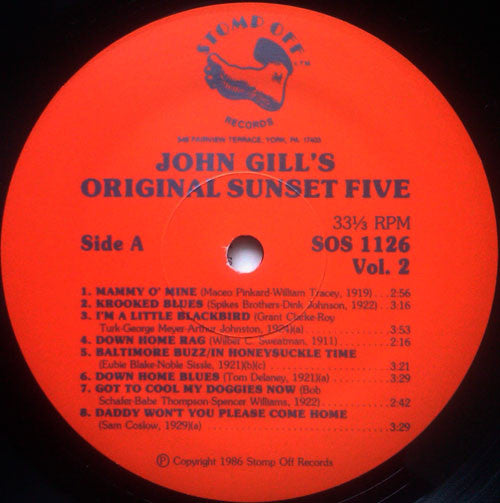 STOMP OFF
RECORDS
549 FAIRVIEW TERRACE, YORK, PA. 17403
JOHN GILL'S
ORIGINAL SUNSET FIVE
33⅓ RPM
Side A SOS 1126
Vol. 2
1. MAMMY O' MINE (Maceo Pinkard-William Tracey, 1919) . . 2:56
2. KROOKED BLUES (Spikes Brothers-Dink Johnson, 1922) . 3:16
3. I'M A LITTLE BLACKBIRD (Grant Clarke-Roy
Turk-George Meyer-Arthur Johnston, 1924)(a) . . . . . . . . . . 3:53
4. DOWN HOME RAG (Wilber C. Sweatman, 1911) . . . . . . . 2:16
5. BALTIMORE BUZZ/IN HONEYSUCKLE TIME
(Eubie Blake-Noble Sissle, 1921)(b)(c) . . . . . . . . . . . . . . . . 3:21
6. DOWN HOME BLUES (Tom Delaney, 1921)(a) . . . . . . . . 3:29
7. GOT TO COOL MY DOGGIES NOW (Bob
Schafer-Babe Thompson-Spencer Williams, 1922) . . . . . . . 2:42
8. DADDY WON'T YOU PLEASE COME HOME
(Sam Coslow, 1929)(a) . . . . . . . . . . . . . . . . . . . . . . . . . 3:29
℗ Copyright 1986 Stomp Off Records